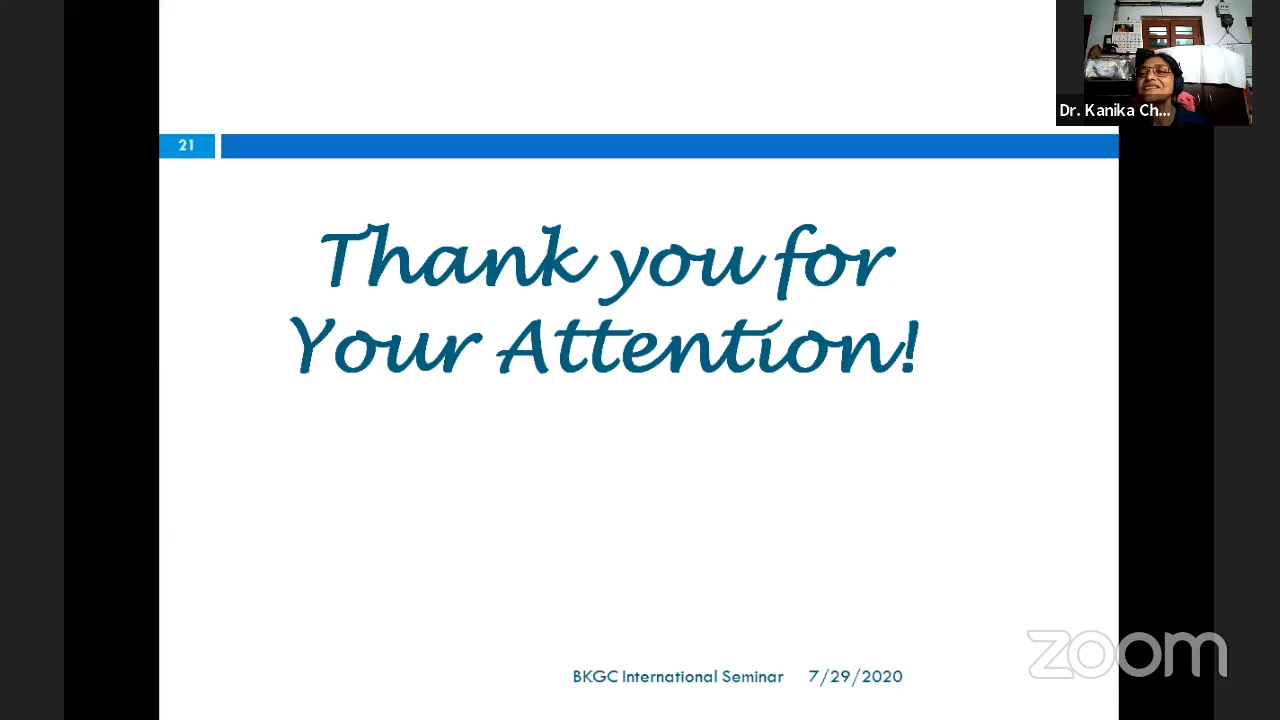 Dr. Kanika Ch...
21
Thank you for
Your Attention!
BKGC International Seminar 7/29/2020
zoom